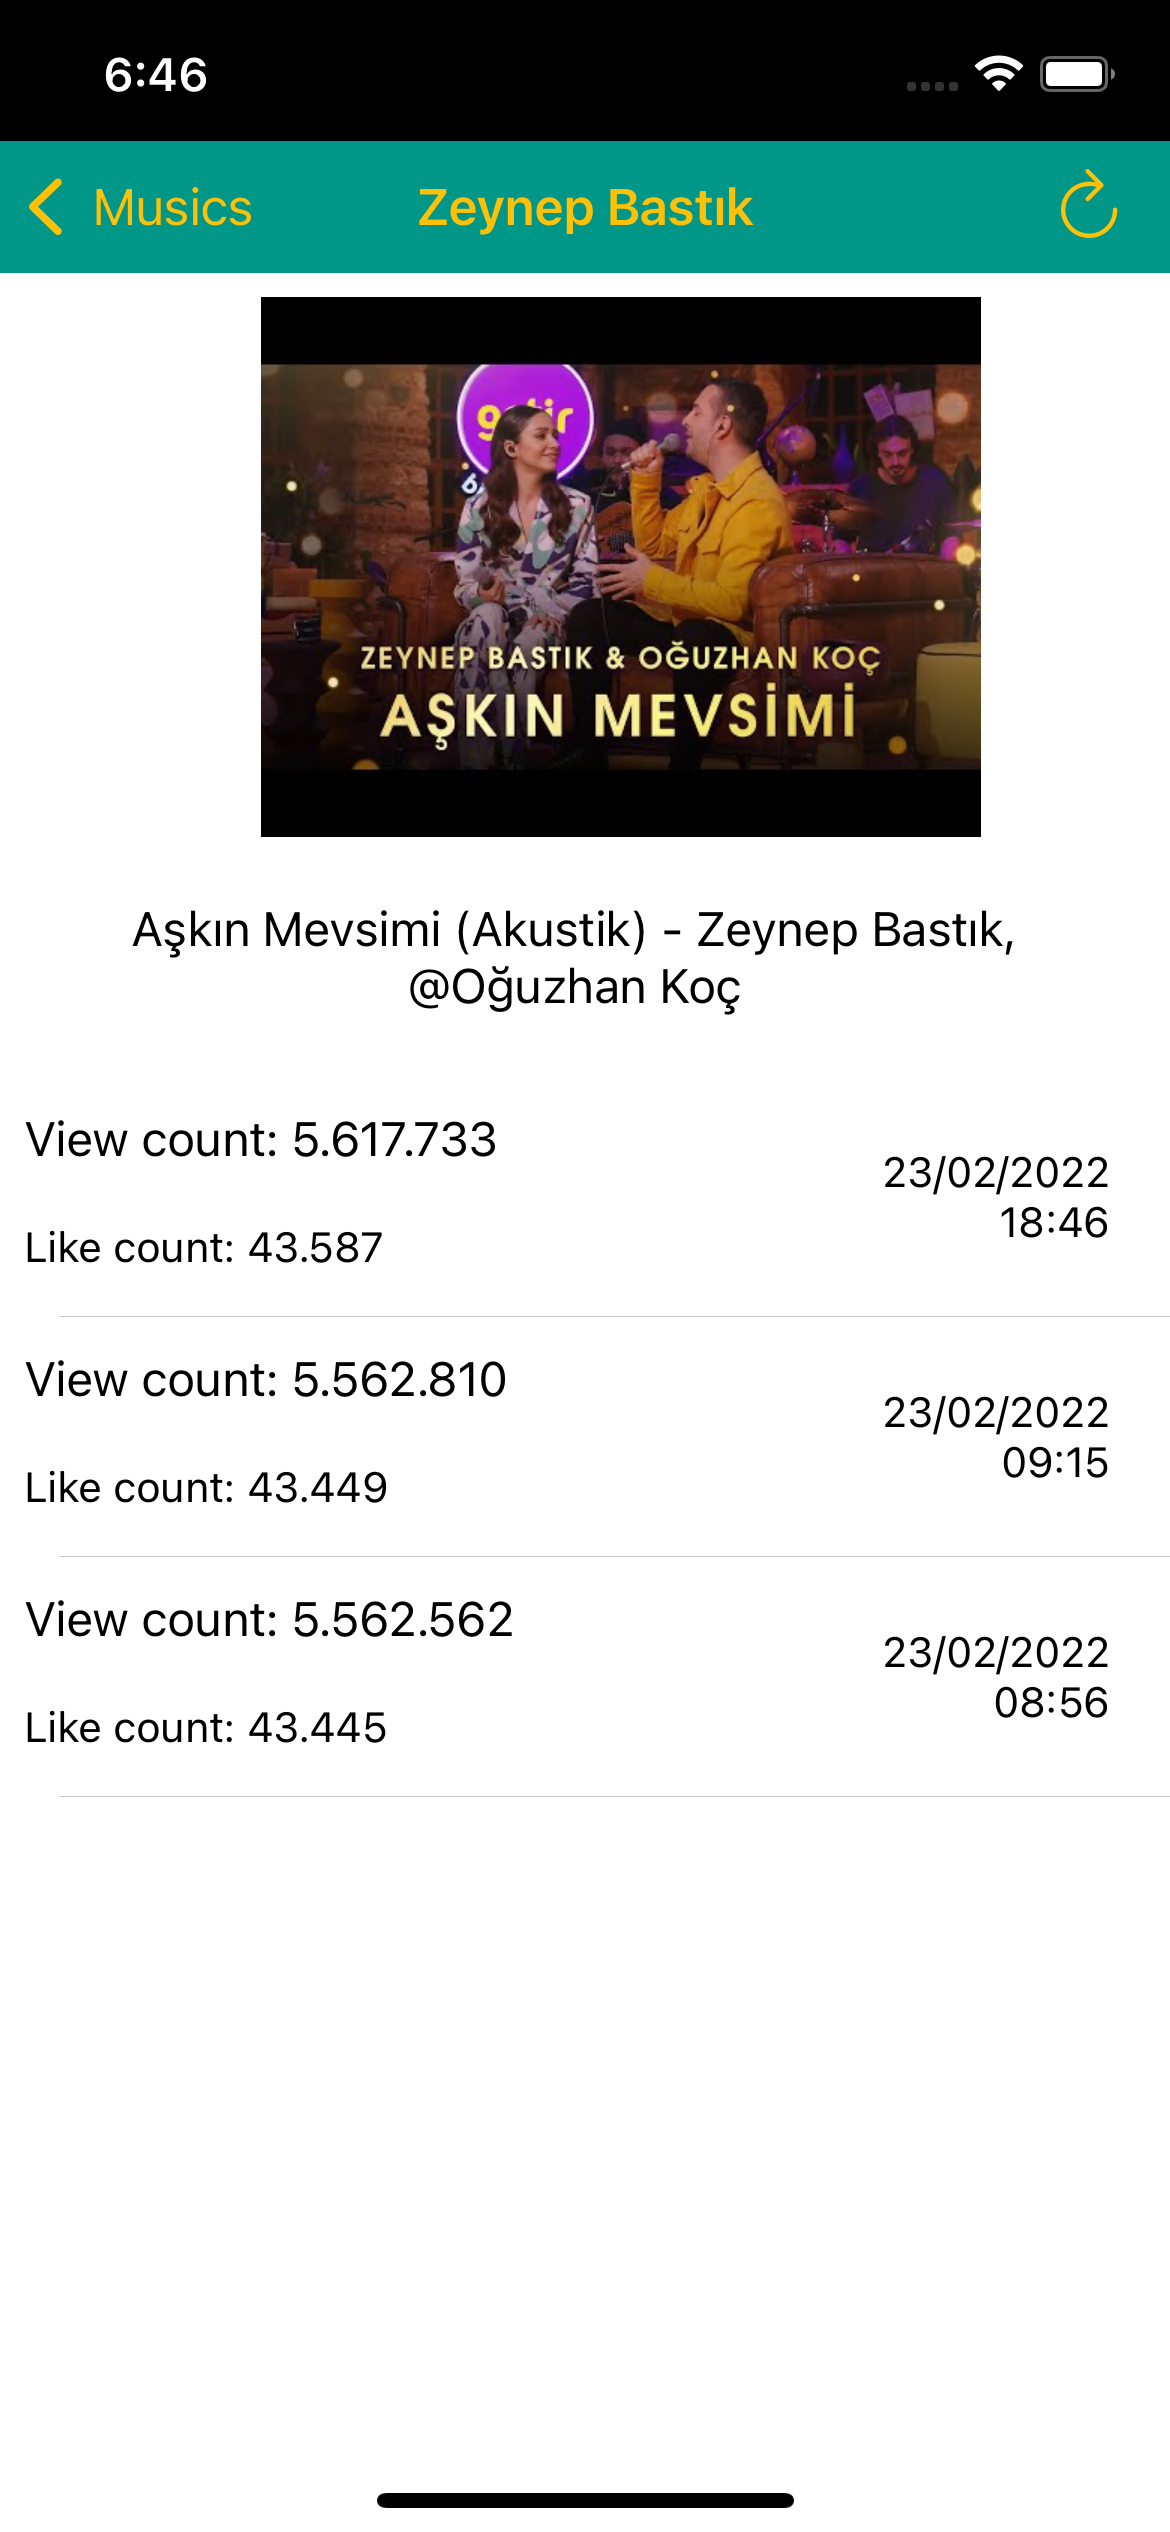 6:46
Musics
Zeynep Bastık
ZEYNEP BASTIK & OĞUZHAN KOÇ
AŞKIN MEVSİMİ
Aşkın Mevsimi (Akustik) - Zeynep Bastık,
@Oğuzhan Koç
View count: 5.617.733
23/02/2022
18:46
Like count: 43.587
View count: 5.562.810
23/02/2022
09:15
Like count: 43.449
View count: 5.562.562
23/02/2022
08:56
Like count: 43.445